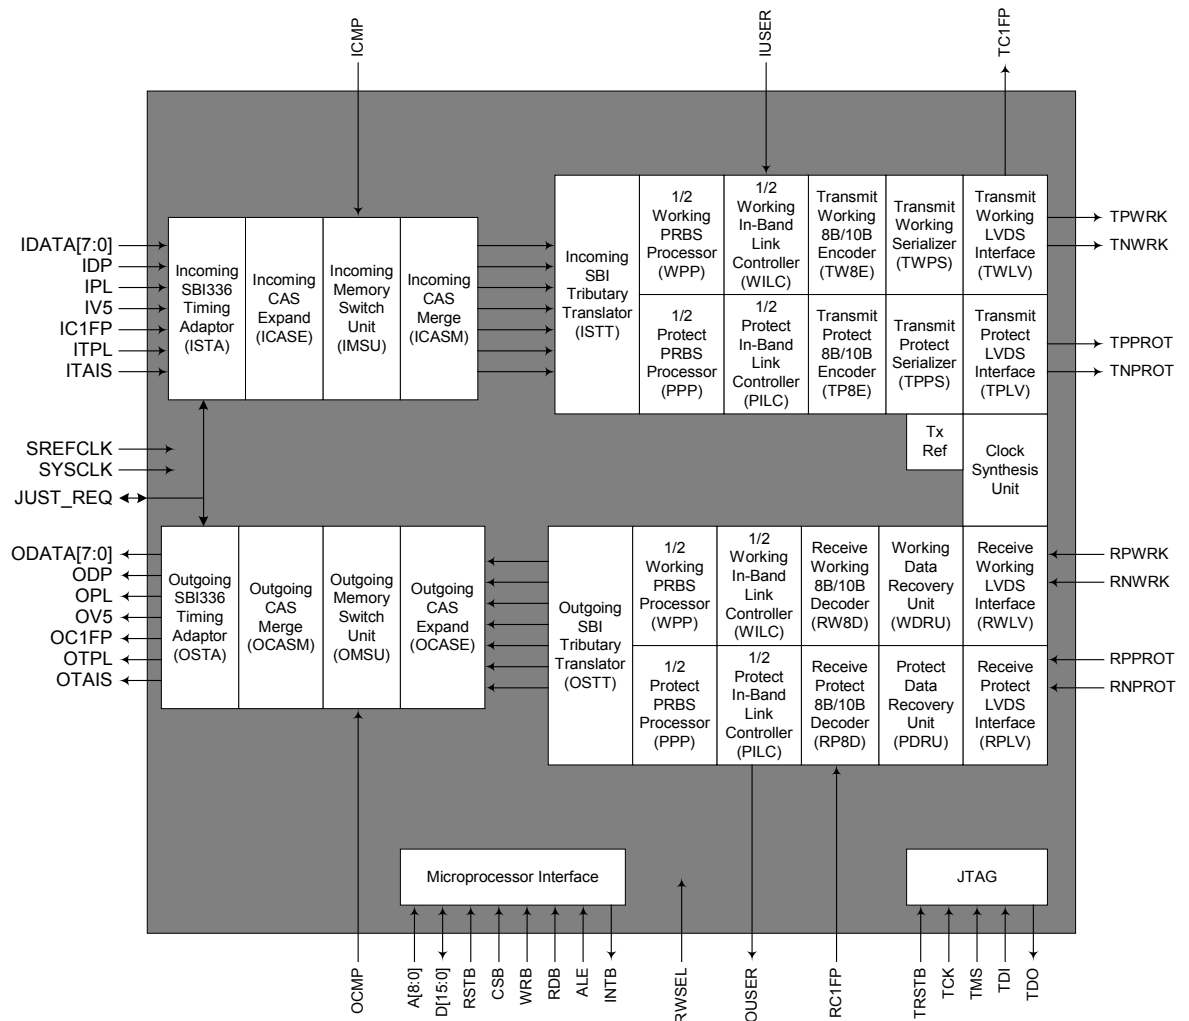 ICMP
IUSER
TC1FP
IDATA[7:0]
IDP
IPL
IV5
IC1FP
ITPL
ITAIS
Incoming
SBI336
Timing
Adaptor
(ISTA)
Incoming
CAS
Expand
(ICASE)
Incoming
Memory
Switch
Unit
(IMSU)
Incoming
CAS
Merge
(ICASM)
Incoming
SBI
Tributary
Translator
(ISTT)
1/2
Working
PRBS
Processor
(WPP)
1/2
Working
In-Band
Link
Controller
(WILC)
Transmit
Working
8B/10B
Encoder
(TW8E)
Transmit
Working
Serializer
(TWPS)
Transmit
Working
LVDS
Interface
(TWLV)
TPWRK
TNWRK
1/2
Protect
PRBS
Processor
(PPP)
1/2
Protect
In-Band
Link
Controller
(PILC)
Transmit
Protect
8B/10B
Encoder
(TP8E)
Transmit
Protect
Serializer
(TPPS)
Transmit
Protect
LVDS
Interface
(TPLV)
TPPROT
TNPROT
Tx
Ref
Clock
Synthesis
Unit
SREFCLK
SYSCLK
JUST_REQ
ODATA[7:0]
ODP
OPL
OV5
OC1FP
OTPL
OTAIS
Outgoing
SBI336
Timing
Adaptor
(OSTA)
Outgoing
CAS
Merge
(OCASM)
Outgoing
Memory
Switch
Unit
(OMSU)
Outgoing
CAS
Expand
(OCASE)
Outgoing
SBI
Tributary
Translator
(OSTT)
1/2
Working
PRBS
Processor
(WPP)
1/2
Working
In-Band
Link
Controller
(WILC)
Receive
Working
8B/10B
Decoder
(RW8D)
Working
Data
Recovery
Unit
(WDRU)
Receive
Working
LVDS
Interface
(RWLV)
RPWRK
RNWRK
1/2
Protect
PRBS
Processor
(PPP)
1/2
Protect
In-Band
Link
Controller
(PILC)
Receive
Protect
8B/10B
Decoder
(RP8D)
Protect
Data
Recovery
Unit
(PDRU)
Receive
Protect
LVDS
Interface
(RPLV)
RPPROT
RNPROT
Microprocessor Interface
JTAG
OCMP
A[8:0]
D[15:0]
RSTB
CSB
WRB
RDB
ALE
INTB
RWSEL
OUSER
RC1FP
TRSTB
TCK
TMS
TDI
TDO